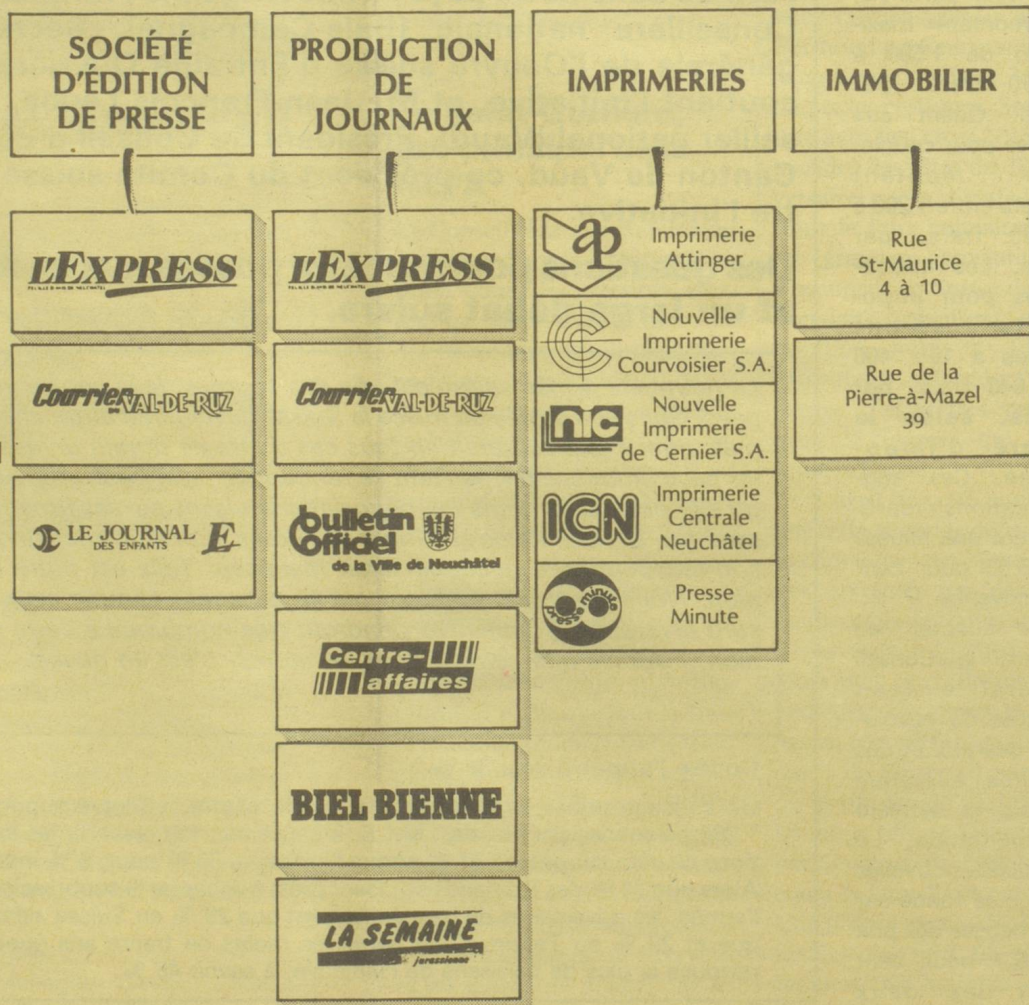 SOCIÉTÉ
D'ÉDITION
DE PRESSE
L'EXPRESS
Courrier
VAL-DE-RUZ
LE JOURNAL
DES ENFANTS
E
PRODUCTION
DE
JOURNAUX
L'EXPRESS
Courrier
VAL-DE-RUZ
bulletin
Officiel
de la Ville de Neuchâtel
Centre-
affaires
BIEL BIENNE
LA SEMAINE
jurassienne
IMPRIMERIES
Imprimerie
Attinger
Nouvelle
Imprimerie
Courvoisier S.A.
nic
Nouvelle
Imprimerie
de Cernier S.A.
ICN
Imprimerie
Centrale
Neuchâtel
presse minute
Presse
Minute
IMMOBILIER
Rue
St-Maurice
4 à 10
Rue de la
Pierre-à-Mazel
39